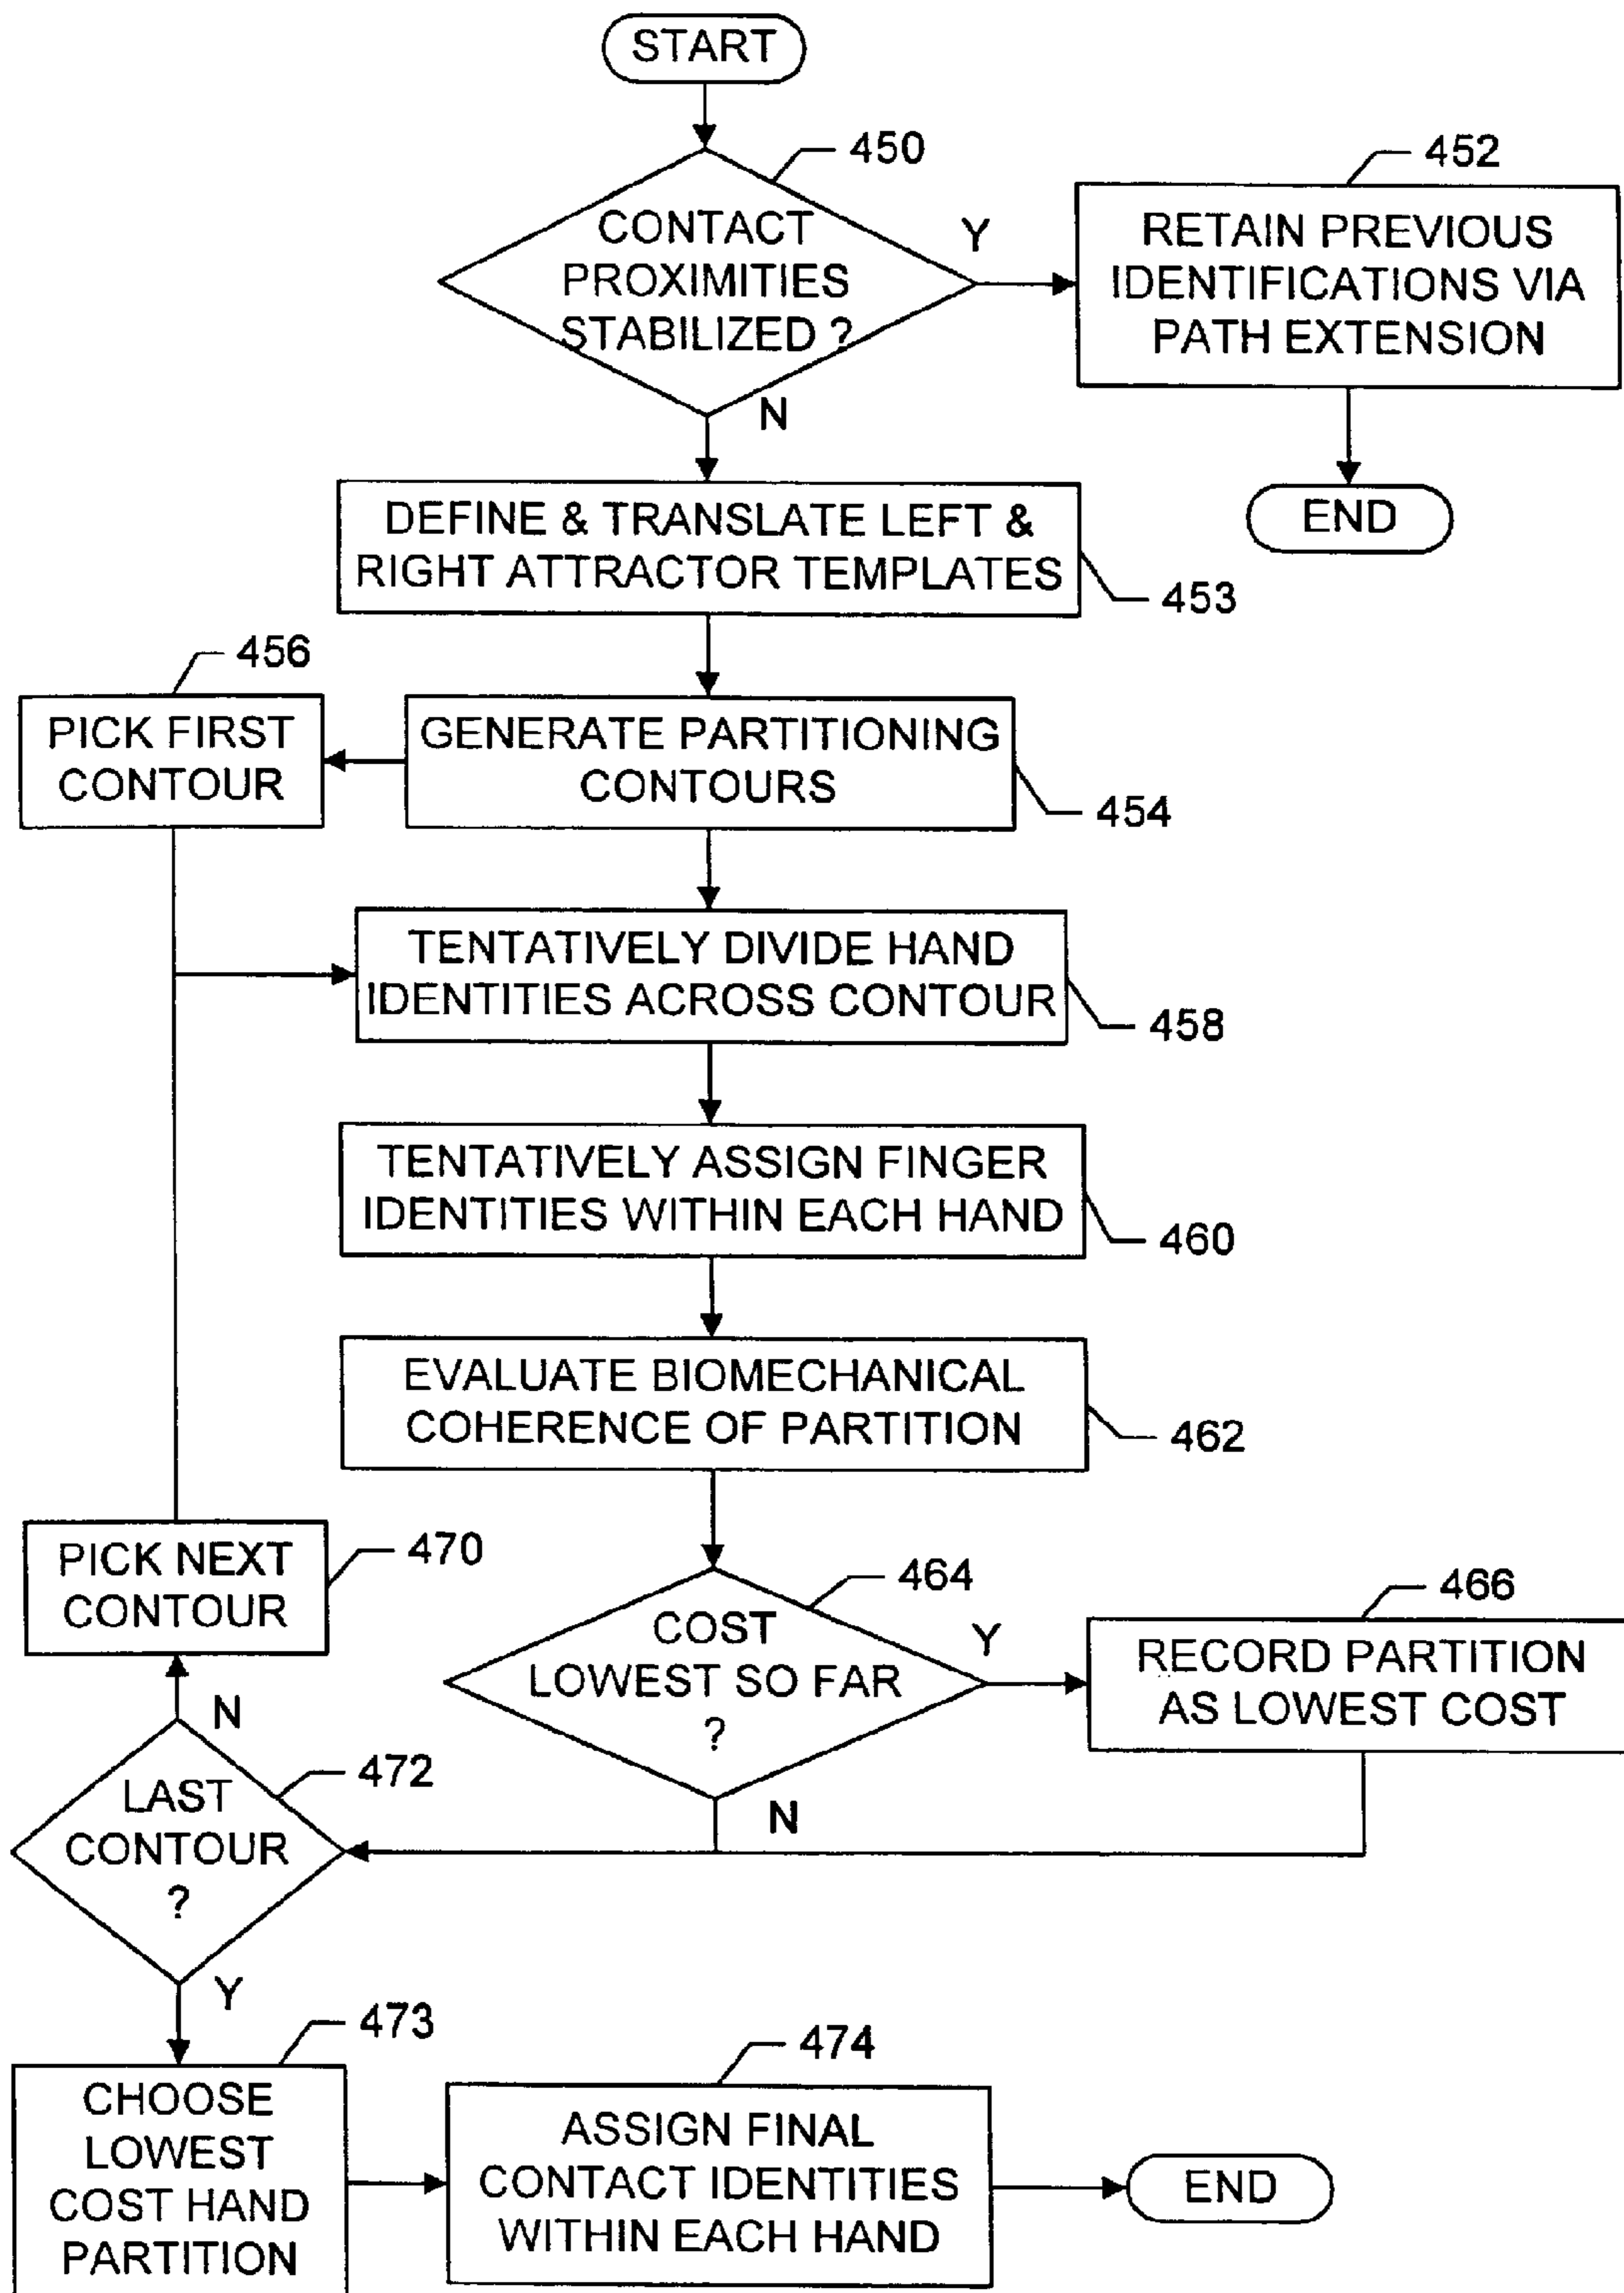 START
450
CONTACT
PROXIMITIES
STABILIZED ?
Y
N
452
RETAIN PREVIOUS
IDENTIFICATIONS VIA
PATH EXTENSION
END
DEFINE & TRANSLATE LEFT &
RIGHT ATTRACTOR TEMPLATES
453
456
PICK FIRST
CONTOUR
GENERATE PARTITIONING
CONTOURS
454
TENTATIVELY DIVIDE HAND
IDENTITIES ACROSS CONTOUR
458
TENTATIVELY ASSIGN FINGER
IDENTITIES WITHIN EACH HAND
460
EVALUATE BIOMECHANICAL
COHERENCE OF PARTITION
462
PICK NEXT
CONTOUR
470
464
COST
LOWEST SO FAR
?
Y
N
466
RECORD PARTITION
AS LOWEST COST
N
472
LAST
CONTOUR
?
Y
473
CHOOSE
LOWEST
COST HAND
PARTITION
474
ASSIGN FINAL
CONTACT IDENTITIES
WITHIN EACH HAND
END